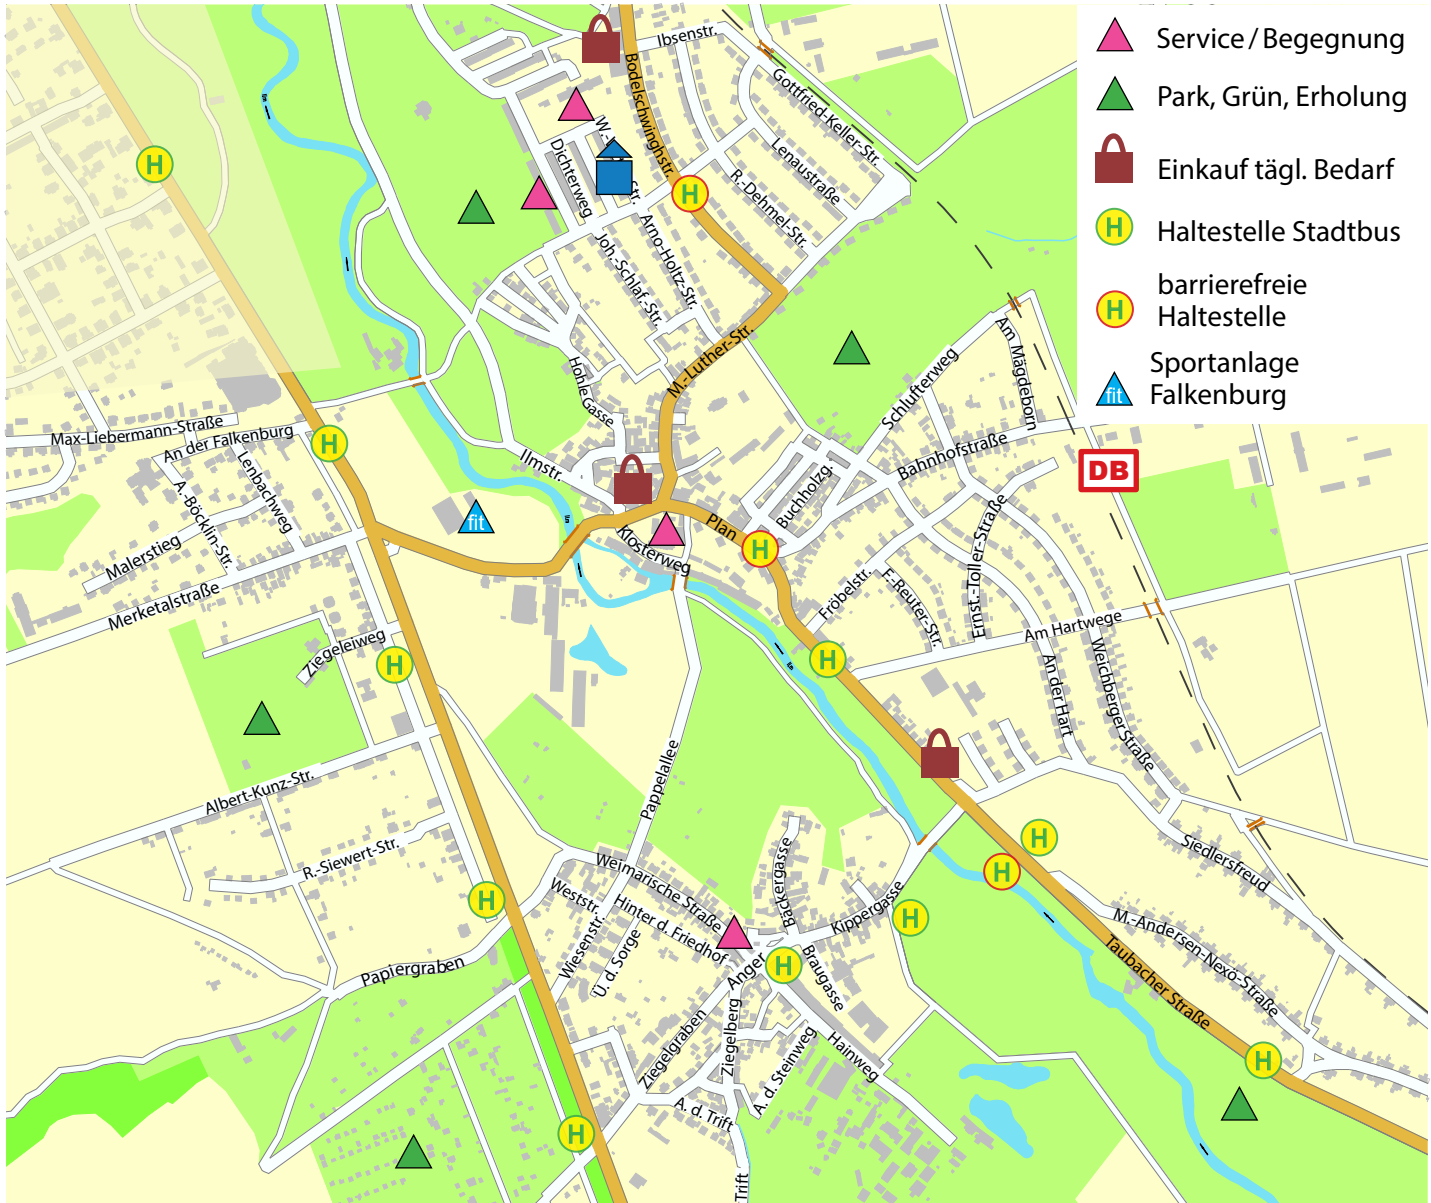 Service / Begegnung
Park, Grün, Erholung
Einkauf tägl. Bedarf
H
Haltestelle Stadtbus
H
barrierefreie
Haltestelle
fit
Sportanlage
Falkenburg
Ibsenstr.
Bodelschwinghstr.
Gottfried-Keller-Str.
Lenaustraße
R.-Dehmel-Str.
Dichterweg
Str.
H
H
Arno-Holtz-Str.
Joh.-Schlaf.-Str.
M.-Luther-Str.
Hohle Gasse
Am Mägdeborn
Schlufterweg
Bahnhofstraße
DB
Max-Liebermann-Straße
An der Falkenburg
H
Lenbachweg
A.-Böcklin-Str.
Malerstieg
Merketalstraße
Ilmstr.
fit
Klosterweg
Plan
H
Buchholzg.
Fröbelstr.
F.-Reuter-Str.
Ernst.-Toller-Straße
Am Hartwege
An der Hart
Weichberger Straße
H
Ziegeleiweg
H
Albert-Kunz-Str.
R.-Siewert-Str.
Pappelallee
H
Siedlersfreud
H
H
Weimarische Straße
Weststr.
Hinter d. Friedhof
Wiesenstr.
U. d. Sorge
Bäckergasse
Kippergasse
H
Anger
H
Braugasse
M.-Andersen-Nexö-Straße
Taubacher Straße
Papiergraben
Ziegelgraben
Ziegelberg
A. d. Steinweg
Hainweg
H
A. d. Trift
H
Trift